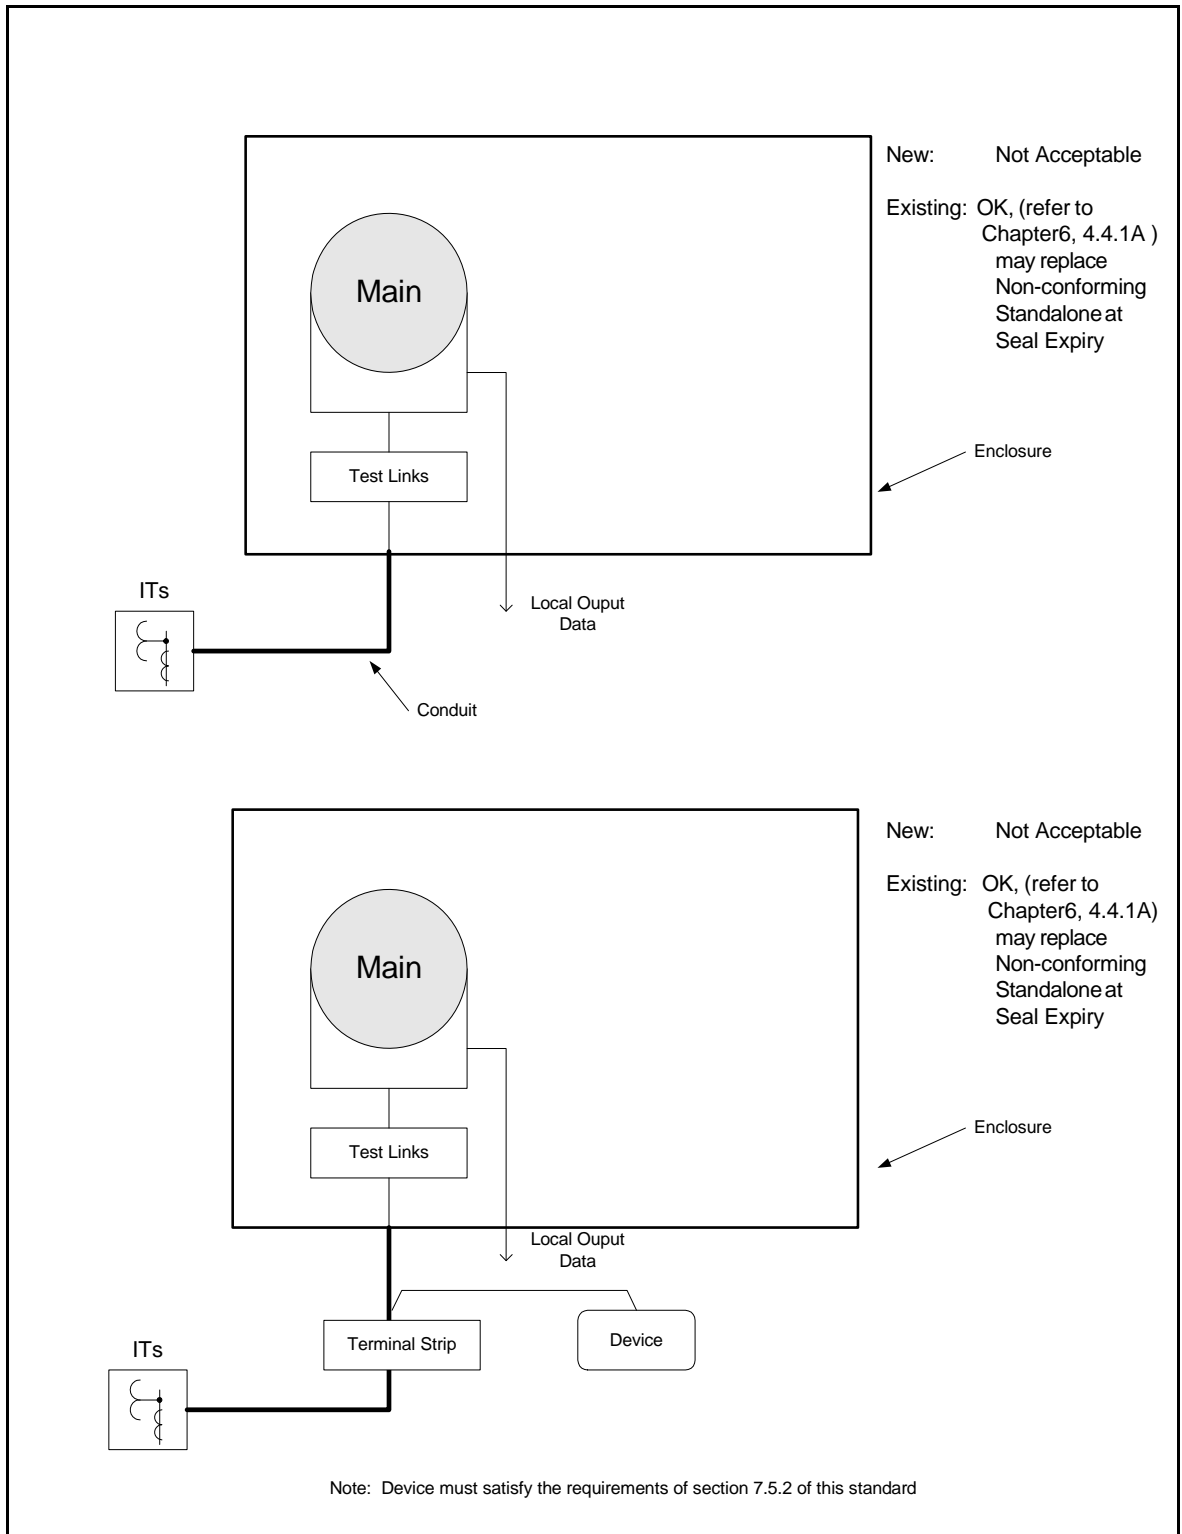 New: Not Acceptable
Existing: OK, (refer to
Chapter6, 4.4.1A )
may replace
Non-conforming
Standalone at
Seal Expiry
Main
Enclosure
Test Links
ITs
Local Ouput
Data
Conduit
New: Not Acceptable
Existing: OK, (refer to
Chapter6, 4.4.1A)
may replace
Non-conforming
Standalone at
Seal Expiry
Main
Enclosure
Test Links
Local Ouput
Data
Terminal Strip
Device
ITs
Note: Device must satisfy the requirements of section 7.5.2 of this standard